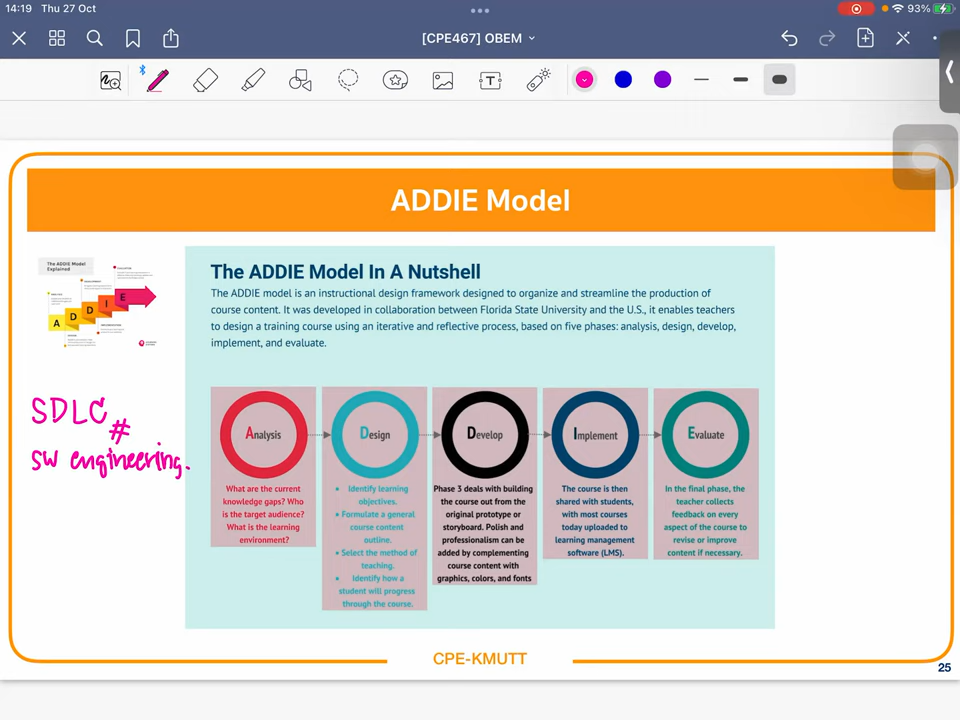 14:19 Thu 27 Oct
93%
[CPE467] OBEM
ADDIE Model
The ADDIE Model
Explained
A D D I E
The ADDIE Model In A Nutshell
The ADDIE model is an instructional design framework designed to organize and streamline the production of
course content. It was developed in collaboration between Florida State University and the U.S., it enables teachers
to design a training course using an iterative and reflective process, based on five phases: analysis, design, develop,
implement, and evaluate.
SDLC #
SW engineering.
Analysis
What are the current
knowledge gaps? Who
is the target audience?
What is the learning
environment?
Design
• Identify learning
objectives.
• Formulate a general
course content
outline.
• Select the method of
teaching.
• Identify how a
student will progress
through the course.
Develop
Phase 3 deals with building
the course out from the
original prototype or
storyboard. Polish and
professionalism can be
added by complementing
course content with
graphics, colors, and fonts
Implement
The course is then
shared with students,
with most courses
today uploaded to
learning management
software (LMS).
Evaluate
In the final phase, the
teacher collects
feedback on every
aspect of the course to
revise or improve
content if necessary.
CPE-KMUTT
25